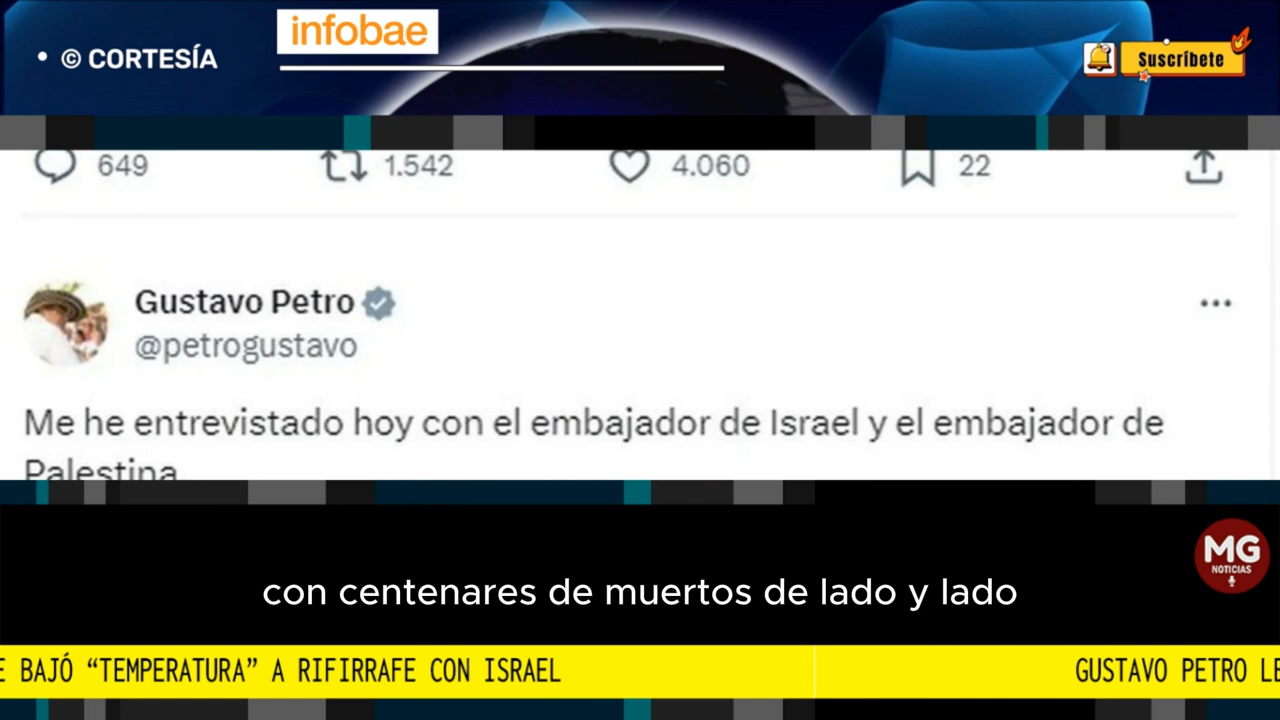 infobae
• © CORTESÍA
Suscríbete
649 1.542 4.060 22
Gustavo Petro
@petrogustavo
Me he entrevistado hoy con el embajador de Israel y el embajador de
Palestina
MG
NOTICIAS
con centenares de muertos de lado y lado
E BAJÓ “TEMPERATURA” A RIFIRRAFE CON ISRAEL GUSTAVO PETRO LE